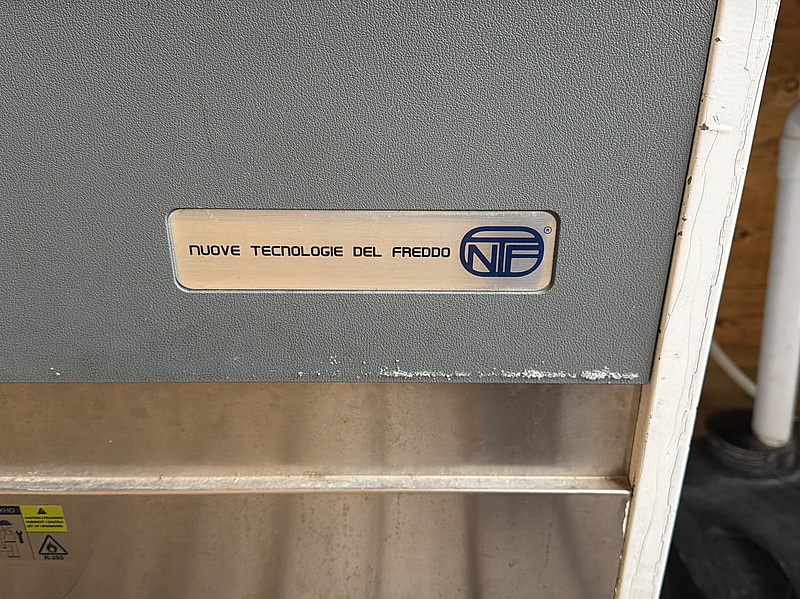 NUOVE TECNOLOGIE DEL FREDDO
NTF
®
R-290